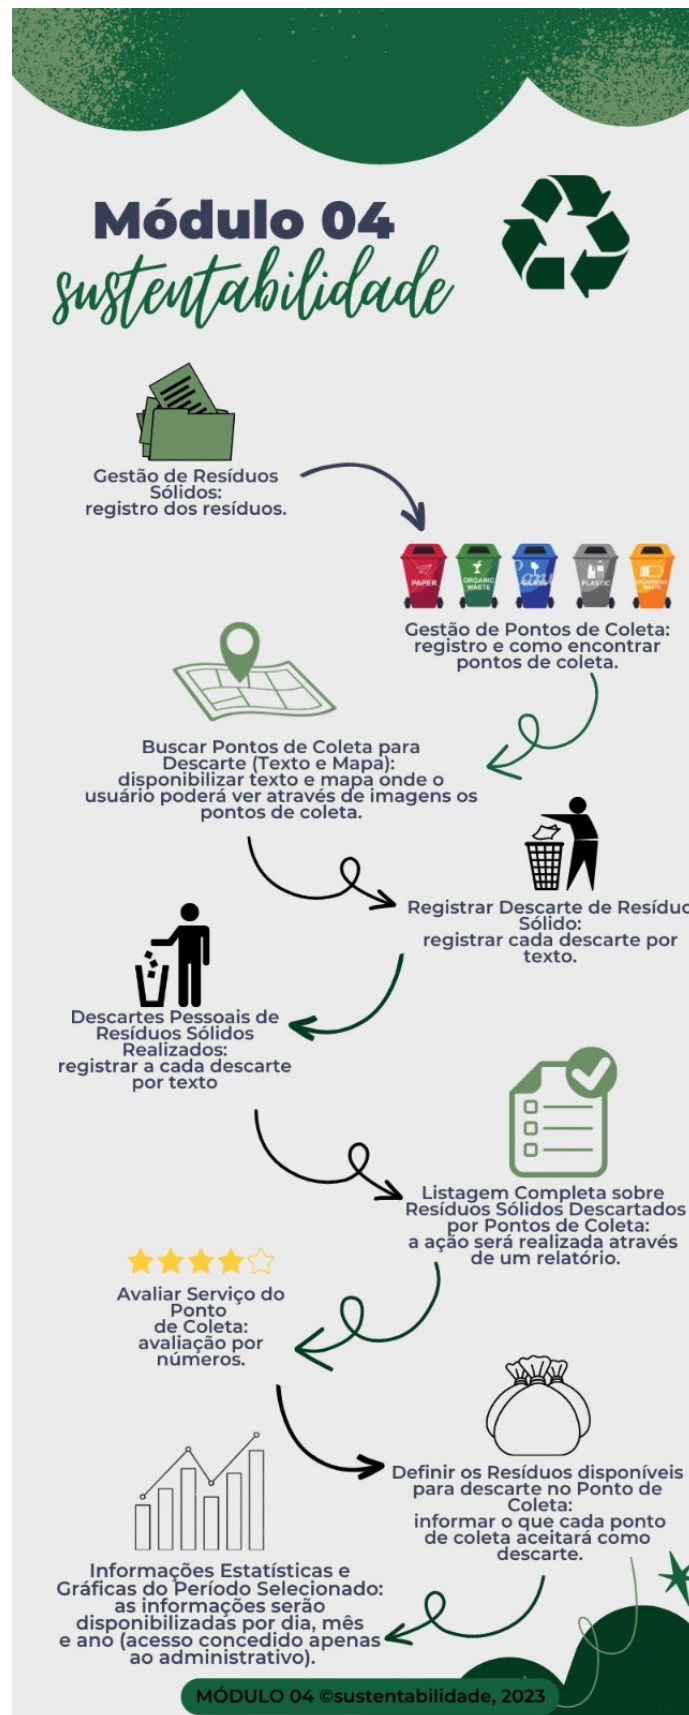 Módulo 04
sustentabilidade
Gestão de Resíduos
Sólidos:
registro dos resíduos.
PAPER
ORGANIC
WASTE
PLASTIC
Gestão de Pontos de Coleta:
registro e como encontrar
pontos de coleta.
Buscar Pontos de Coleta para
Descarte (Texto e Mapa):
disponibilizar texto e mapa onde o
usuário poderá ver através de imagens os
pontos de coleta.
Registrar Descarte de Resíduo
Sólido:
registrar cada descarte por
texto.
Descartes Pessoais de
Resíduos Sólidos
Realizados:
registrar a cada descarte
por texto
Listagem Completa sobre
Resíduos Sólidos Descartados
por Pontos de Coleta:
a ação será realizada através
de um relatório.
Avaliar Serviço do
Ponto
de Coleta:
avaliação por
números.
Definir os Resíduos disponíveis
para descarte no Ponto de
Coleta:
informar o que cada ponto
de coleta aceitará como
descarte.
Informações Estatísticas e
Gráficas do Período Selecionado:
as informações serão
disponibilizadas por dia, mês
e ano (acesso concedido apenas
ao administrativo).
MÓDULO 04 ©sustentabilidade, 2023